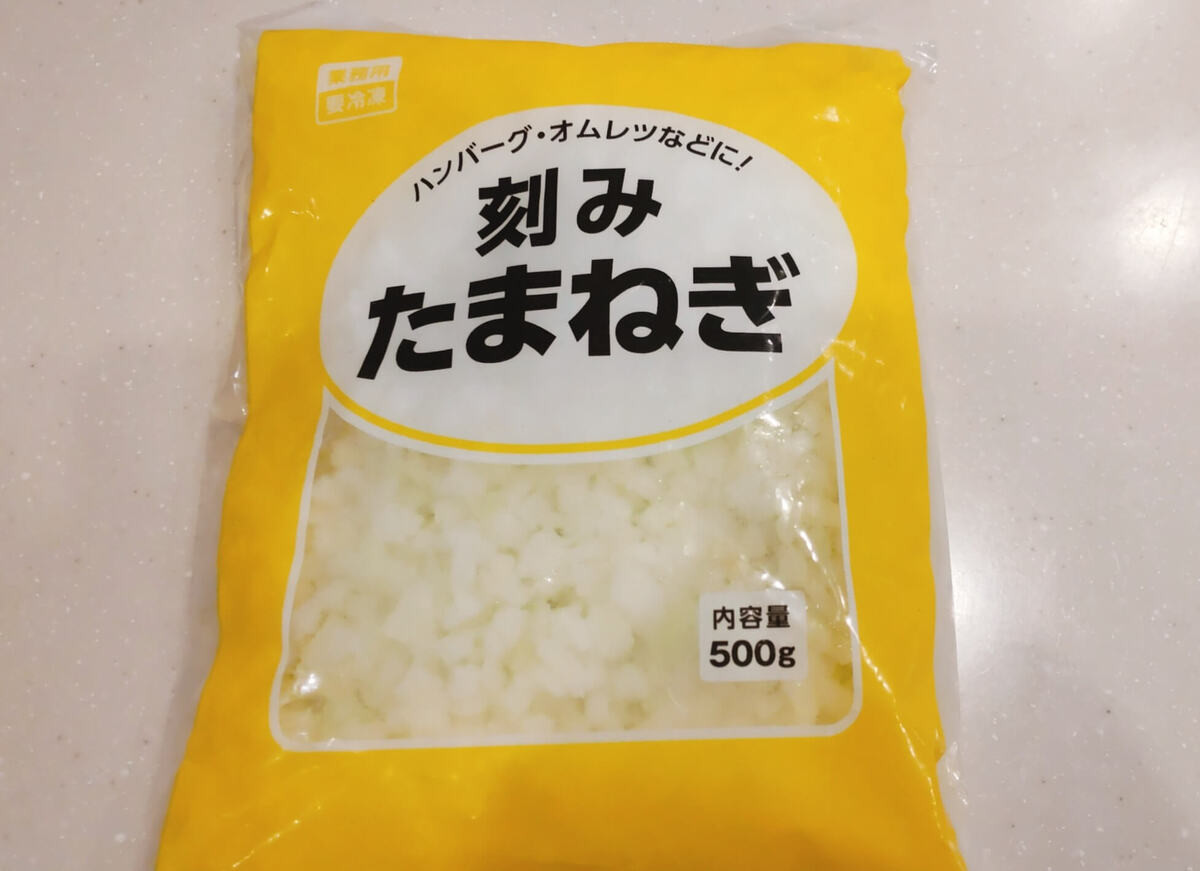 業務用
要冷凍
ハンバーグ・オムレツなどに!
刻み
たまねぎ
内容量
500g